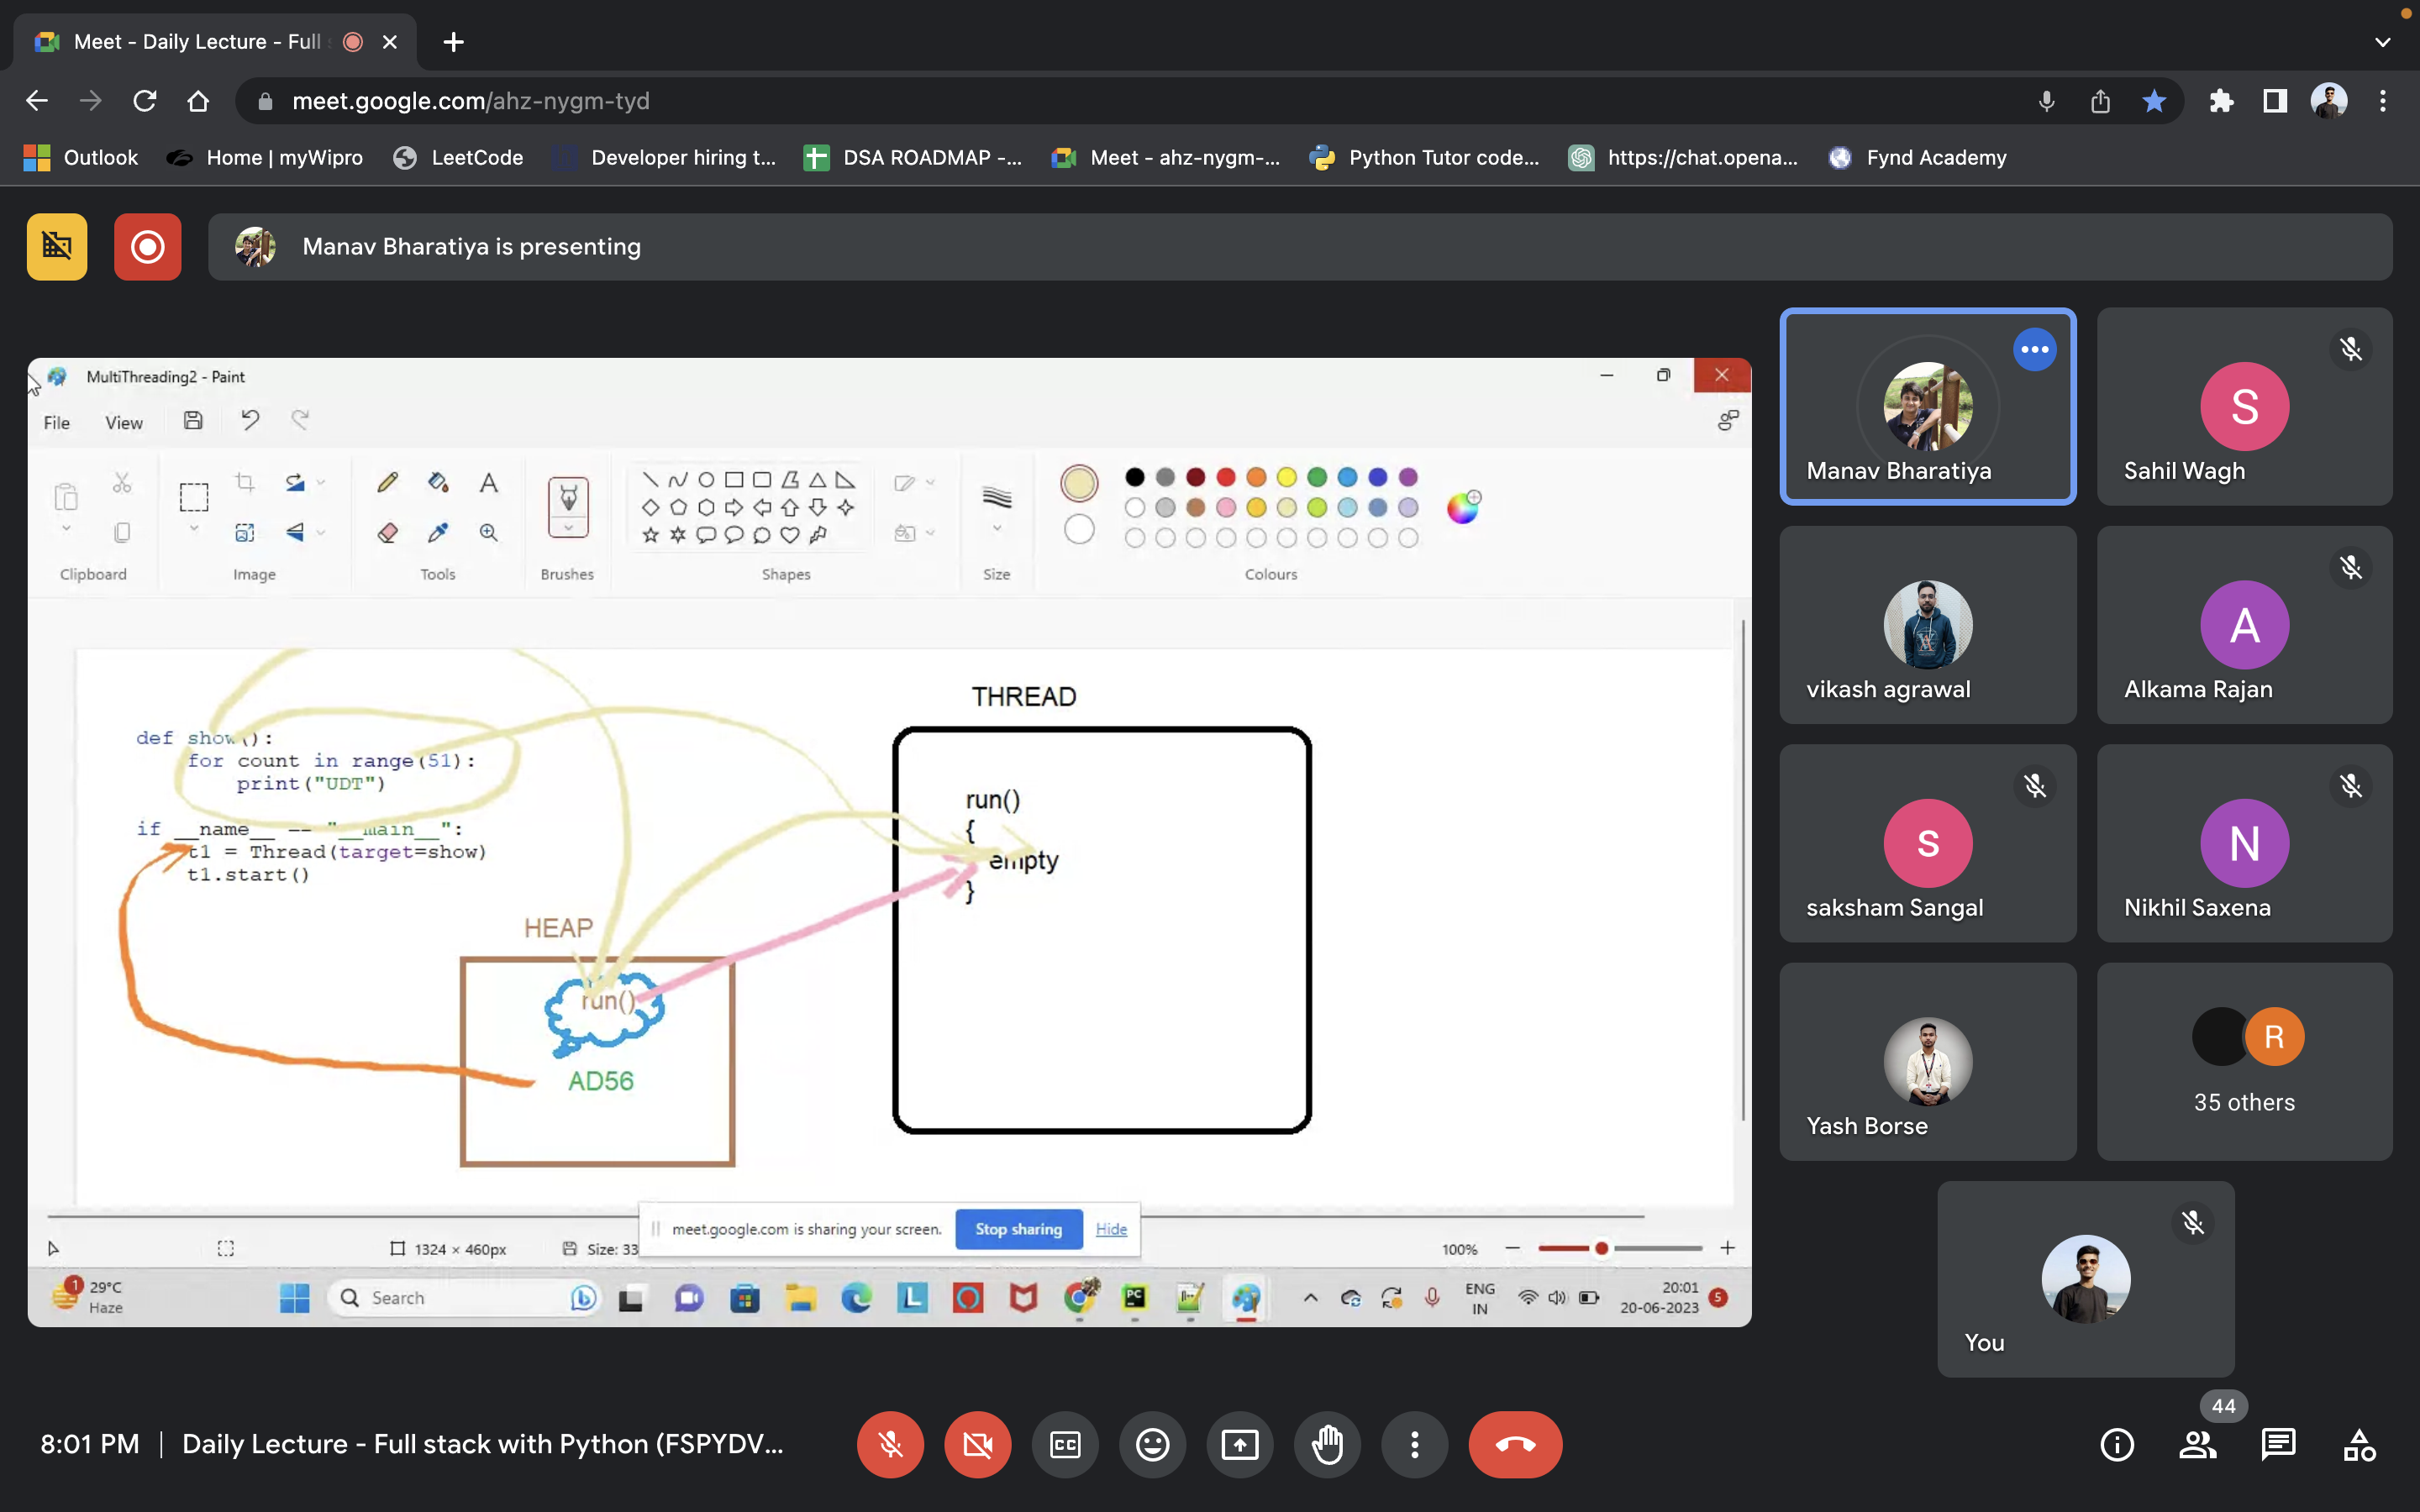 Meet - Daily Lecture - Full
meet.google.com/ahz-nygm-tyd
Outlook
Home | myWipro
LeetCode
Developer hiring t...
DSA ROADMAP -...
Meet - ahz-nygm-...
Python Tutor code...
https://chat.opena...
Fynd Academy
Manav Bharatiya is presenting
MultiThreading2 - Paint
File
View
Clipboard
Image
Tools
Brushes
Shapes
Size
Colours
THREAD
def show():
for count in range(51):
print("UDT")
if __name__ == "__main__":
t1 = Thread(target=show)
t1.start()
run()
{
empty
}
HEAP
run()
AD56
meet.google.com is sharing your screen.
Stop sharing
Hide
1324 × 460px
Size: 33
100%
1
29°C
Haze
Search
L
PC
ENG
IN
20:01
20-06-2023
5
Manav Bharatiya
S
Sahil Wagh
vikash agrawal
A
Alkama Rajan
S
saksham Sangal
N
Nikhil Saxena
Yash Borse
R
35 others
You
8:01 PM | Daily Lecture - Full stack with Python (FSPYDV...
CC
44